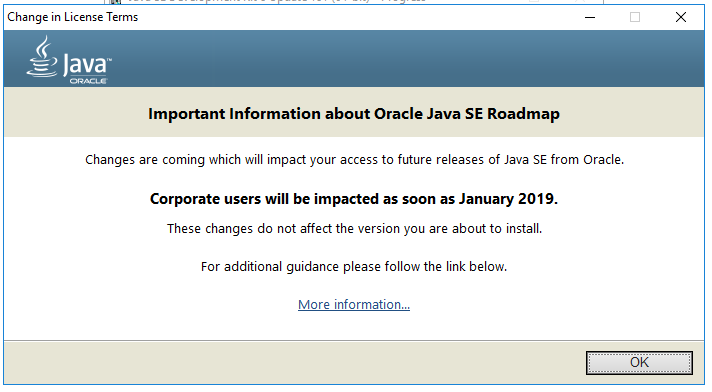 Change in License Terms
Java™
ORACLE
Important Information about Oracle Java SE Roadmap
Changes are coming which will impact your access to future releases of Java SE from Oracle.
Corporate users will be impacted as soon as January 2019.
These changes do not affect the version you are about to install.
For additional guidance please follow the link below.
More information...
OK